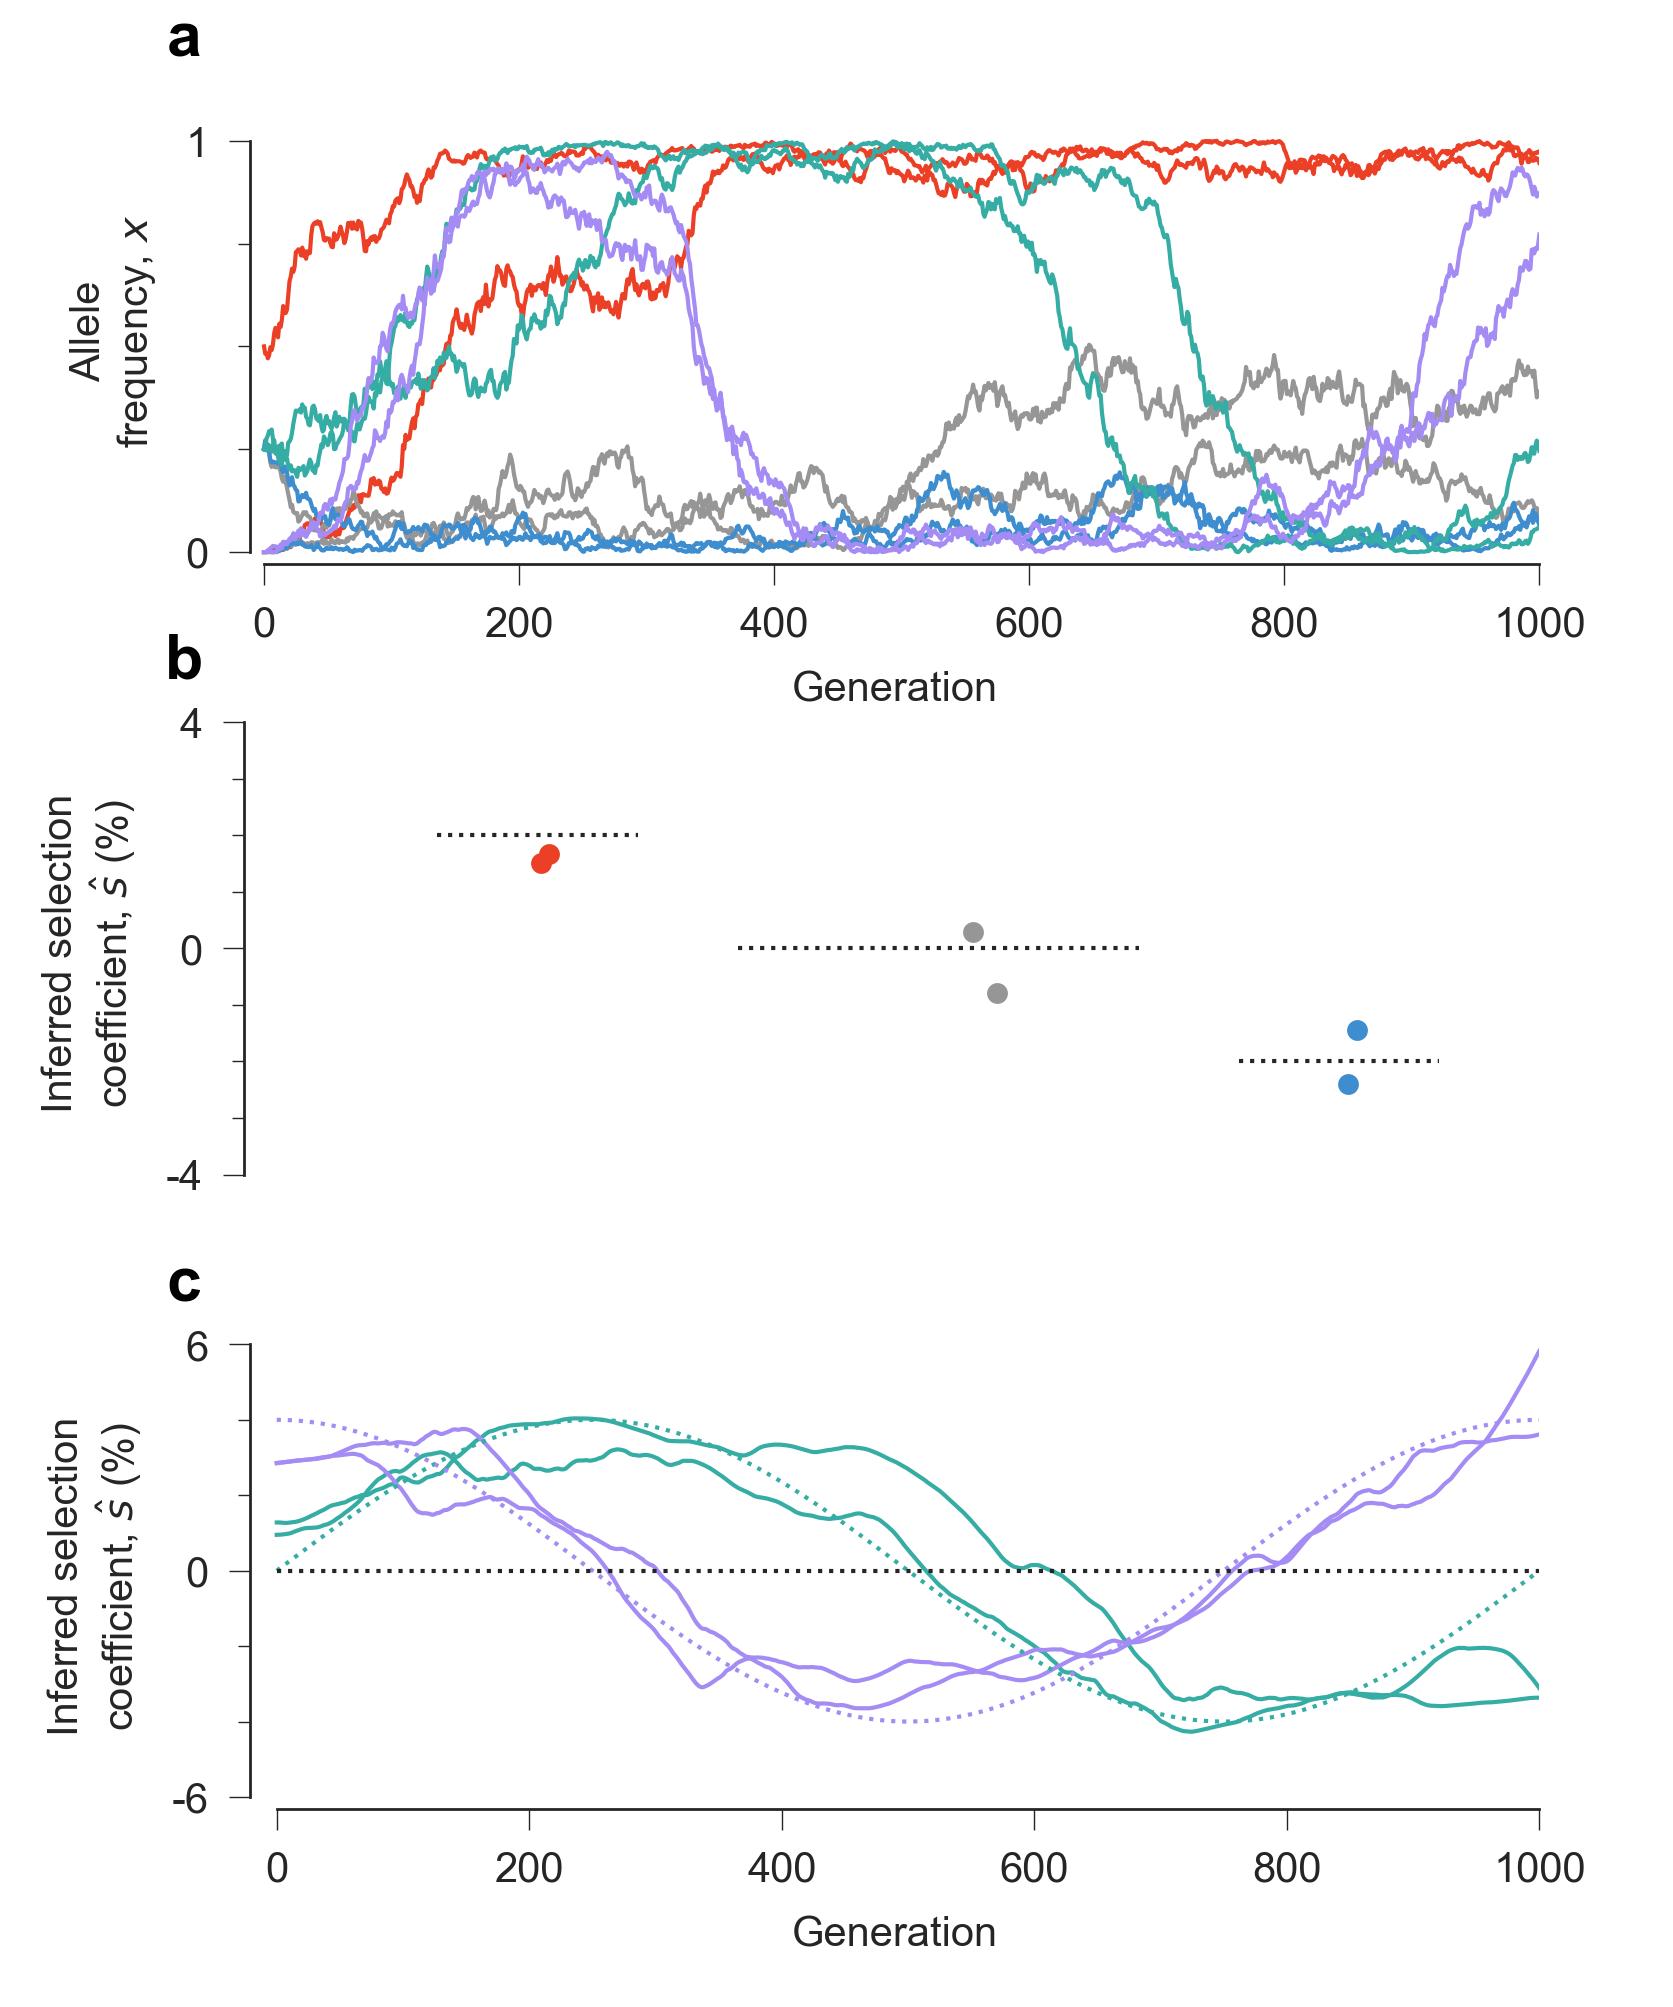 a
1
0
Allele
frequency, x
0 200 400 600 800 1000
Generation
b
4
0
-4
Inferred selection
coefficient, ŝ (%)
c
6
0
-6
Inferred selection
coefficient, ŝ (%)
0 200 400 600 800 1000
Generation